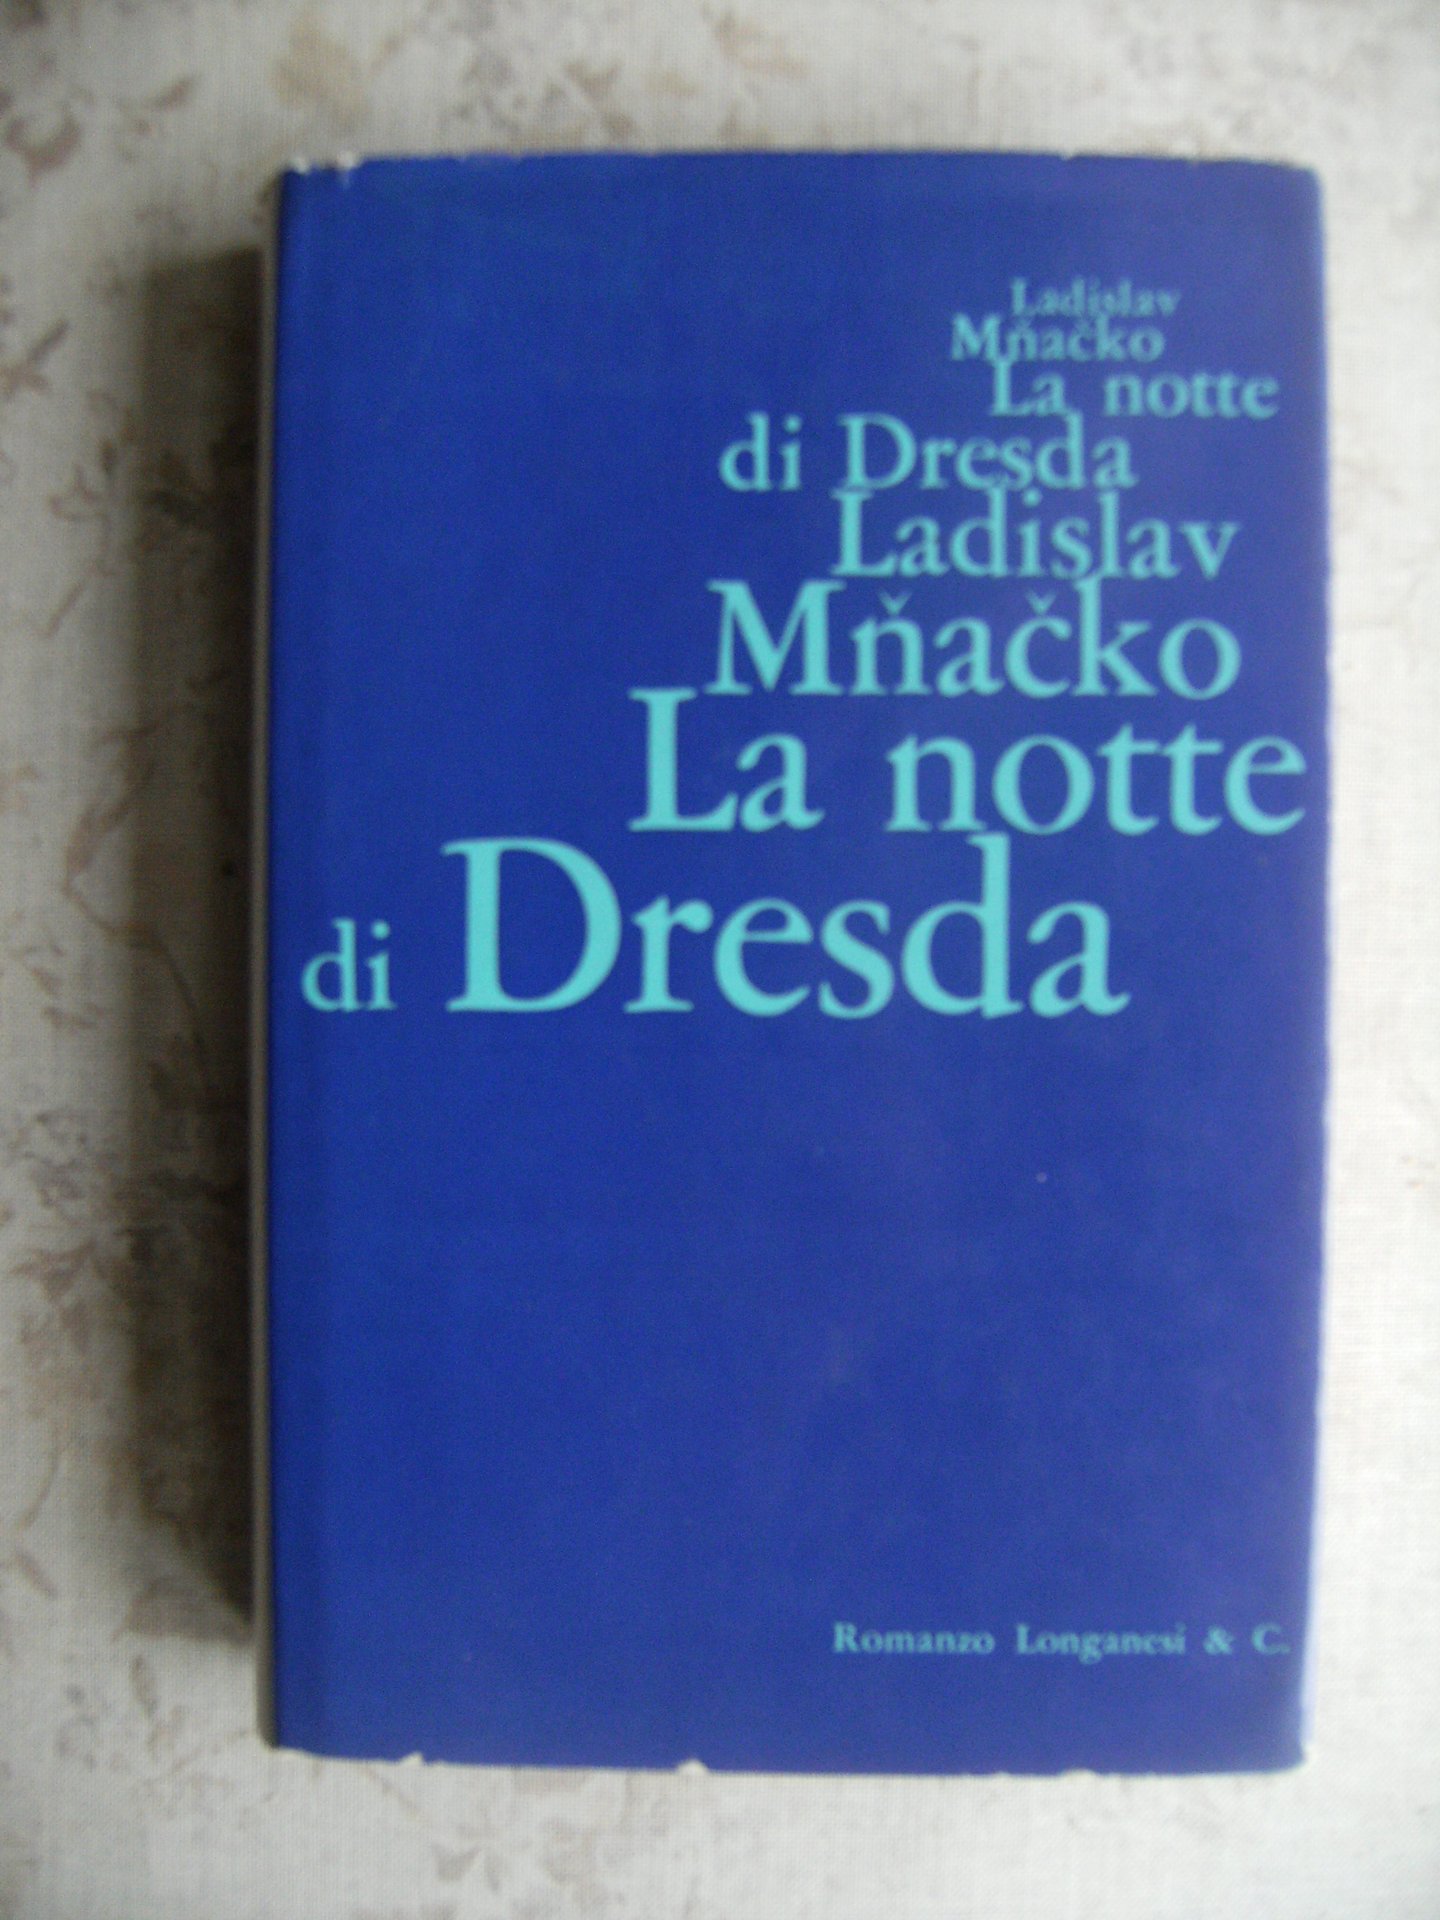 Ladislav
Mňačko
La notte
di Dresda
Ladislav
Mňačko
La notte
di Dresda
Romanzo Longanesi & C.